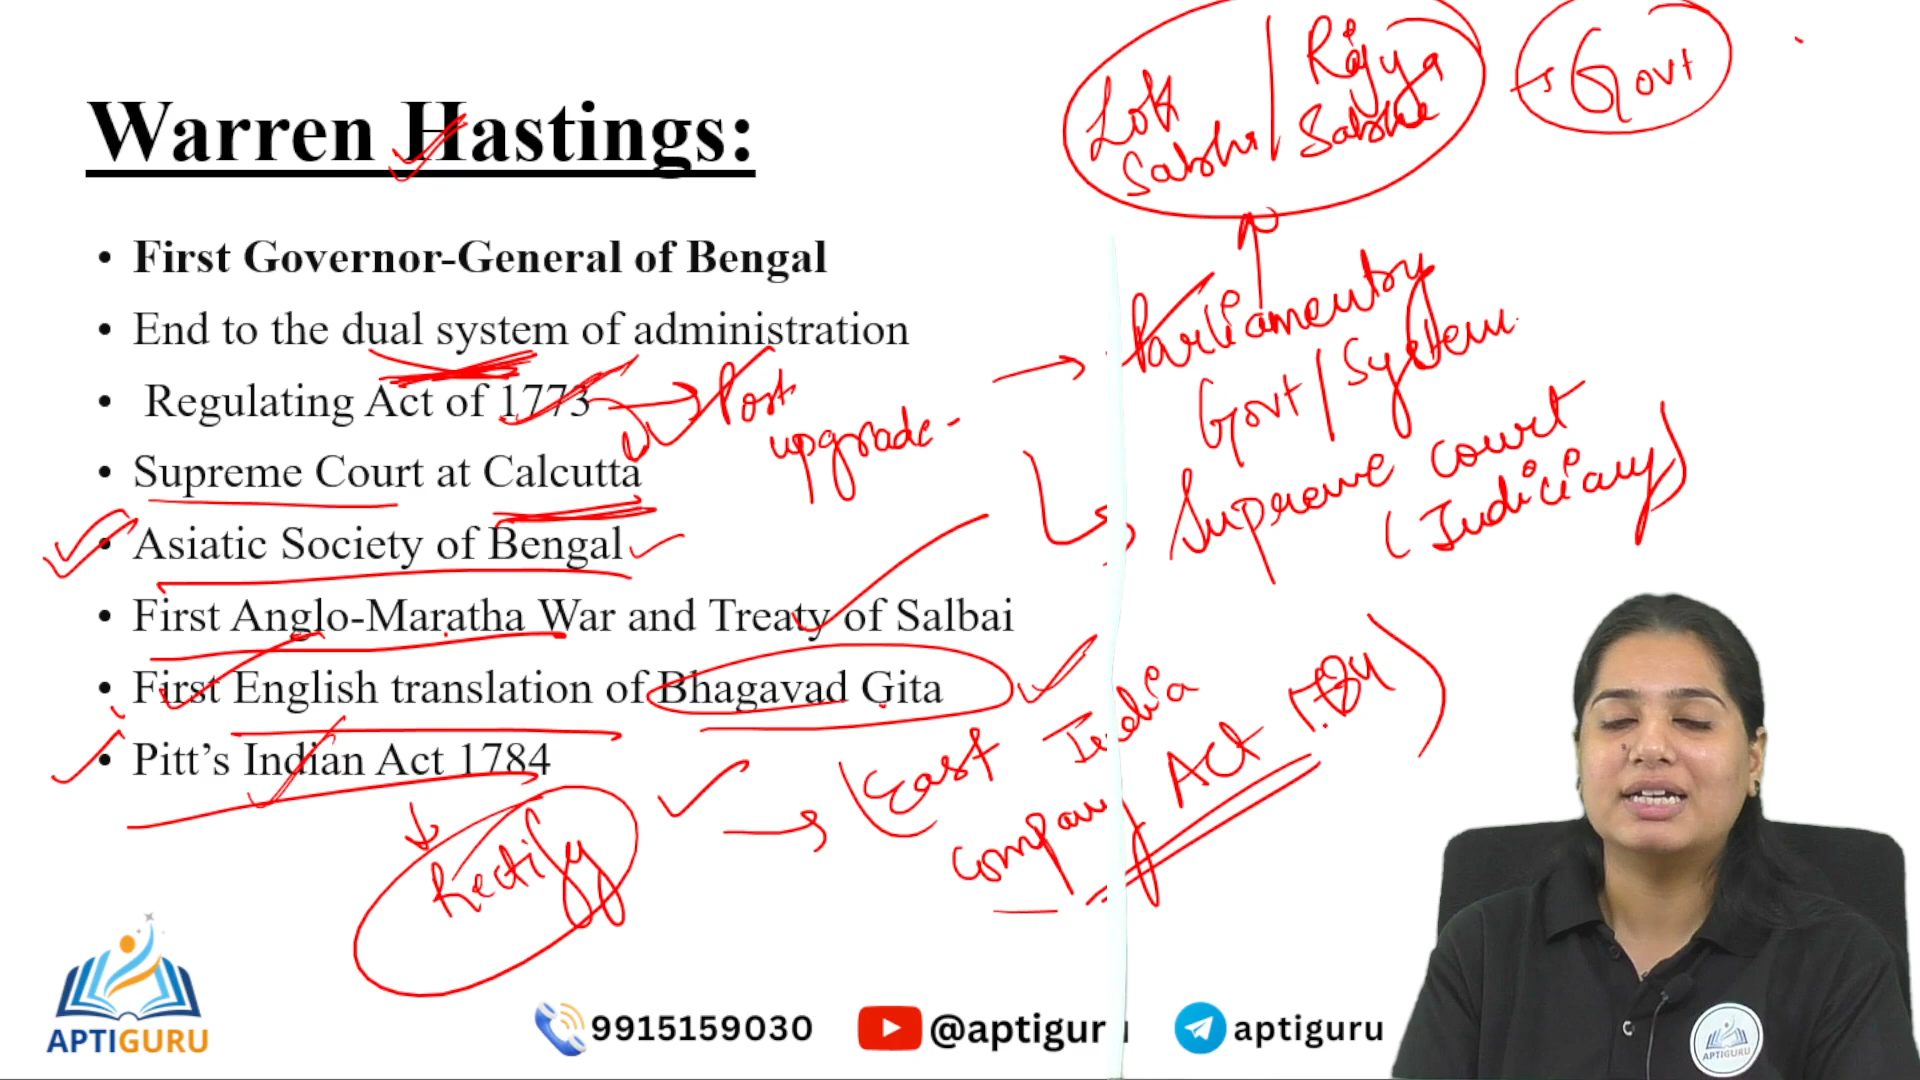 Lok
Sabha / Rajya
Sabha
→ Govt
Warren Hastings:
• First Governor-General of Bengal
• End to the dual system of administration
• Regulating Act of 1773 → Post
upgrade
→ Parliamentry
Govt / System
• Supreme Court at Calcutta
Supreme court
(Judiciary)
• Asiatic Society of Bengal
• First Anglo-Maratha War and Treaty of Salbai
• First English translation of Bhagavad Gita
• Pitt’s Indian Act 1784
→ (East India
Company Act 1784)
Rectify
APTIGURU
9915159030
@aptigur
aptiguru
APTIGURU